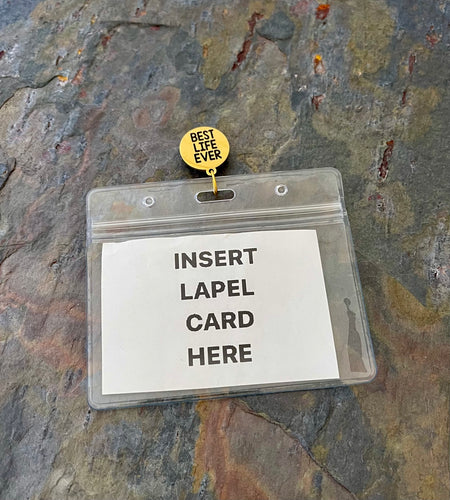 BEST
LIFE
EVER
INSERT
LAPEL
CARD
HERE